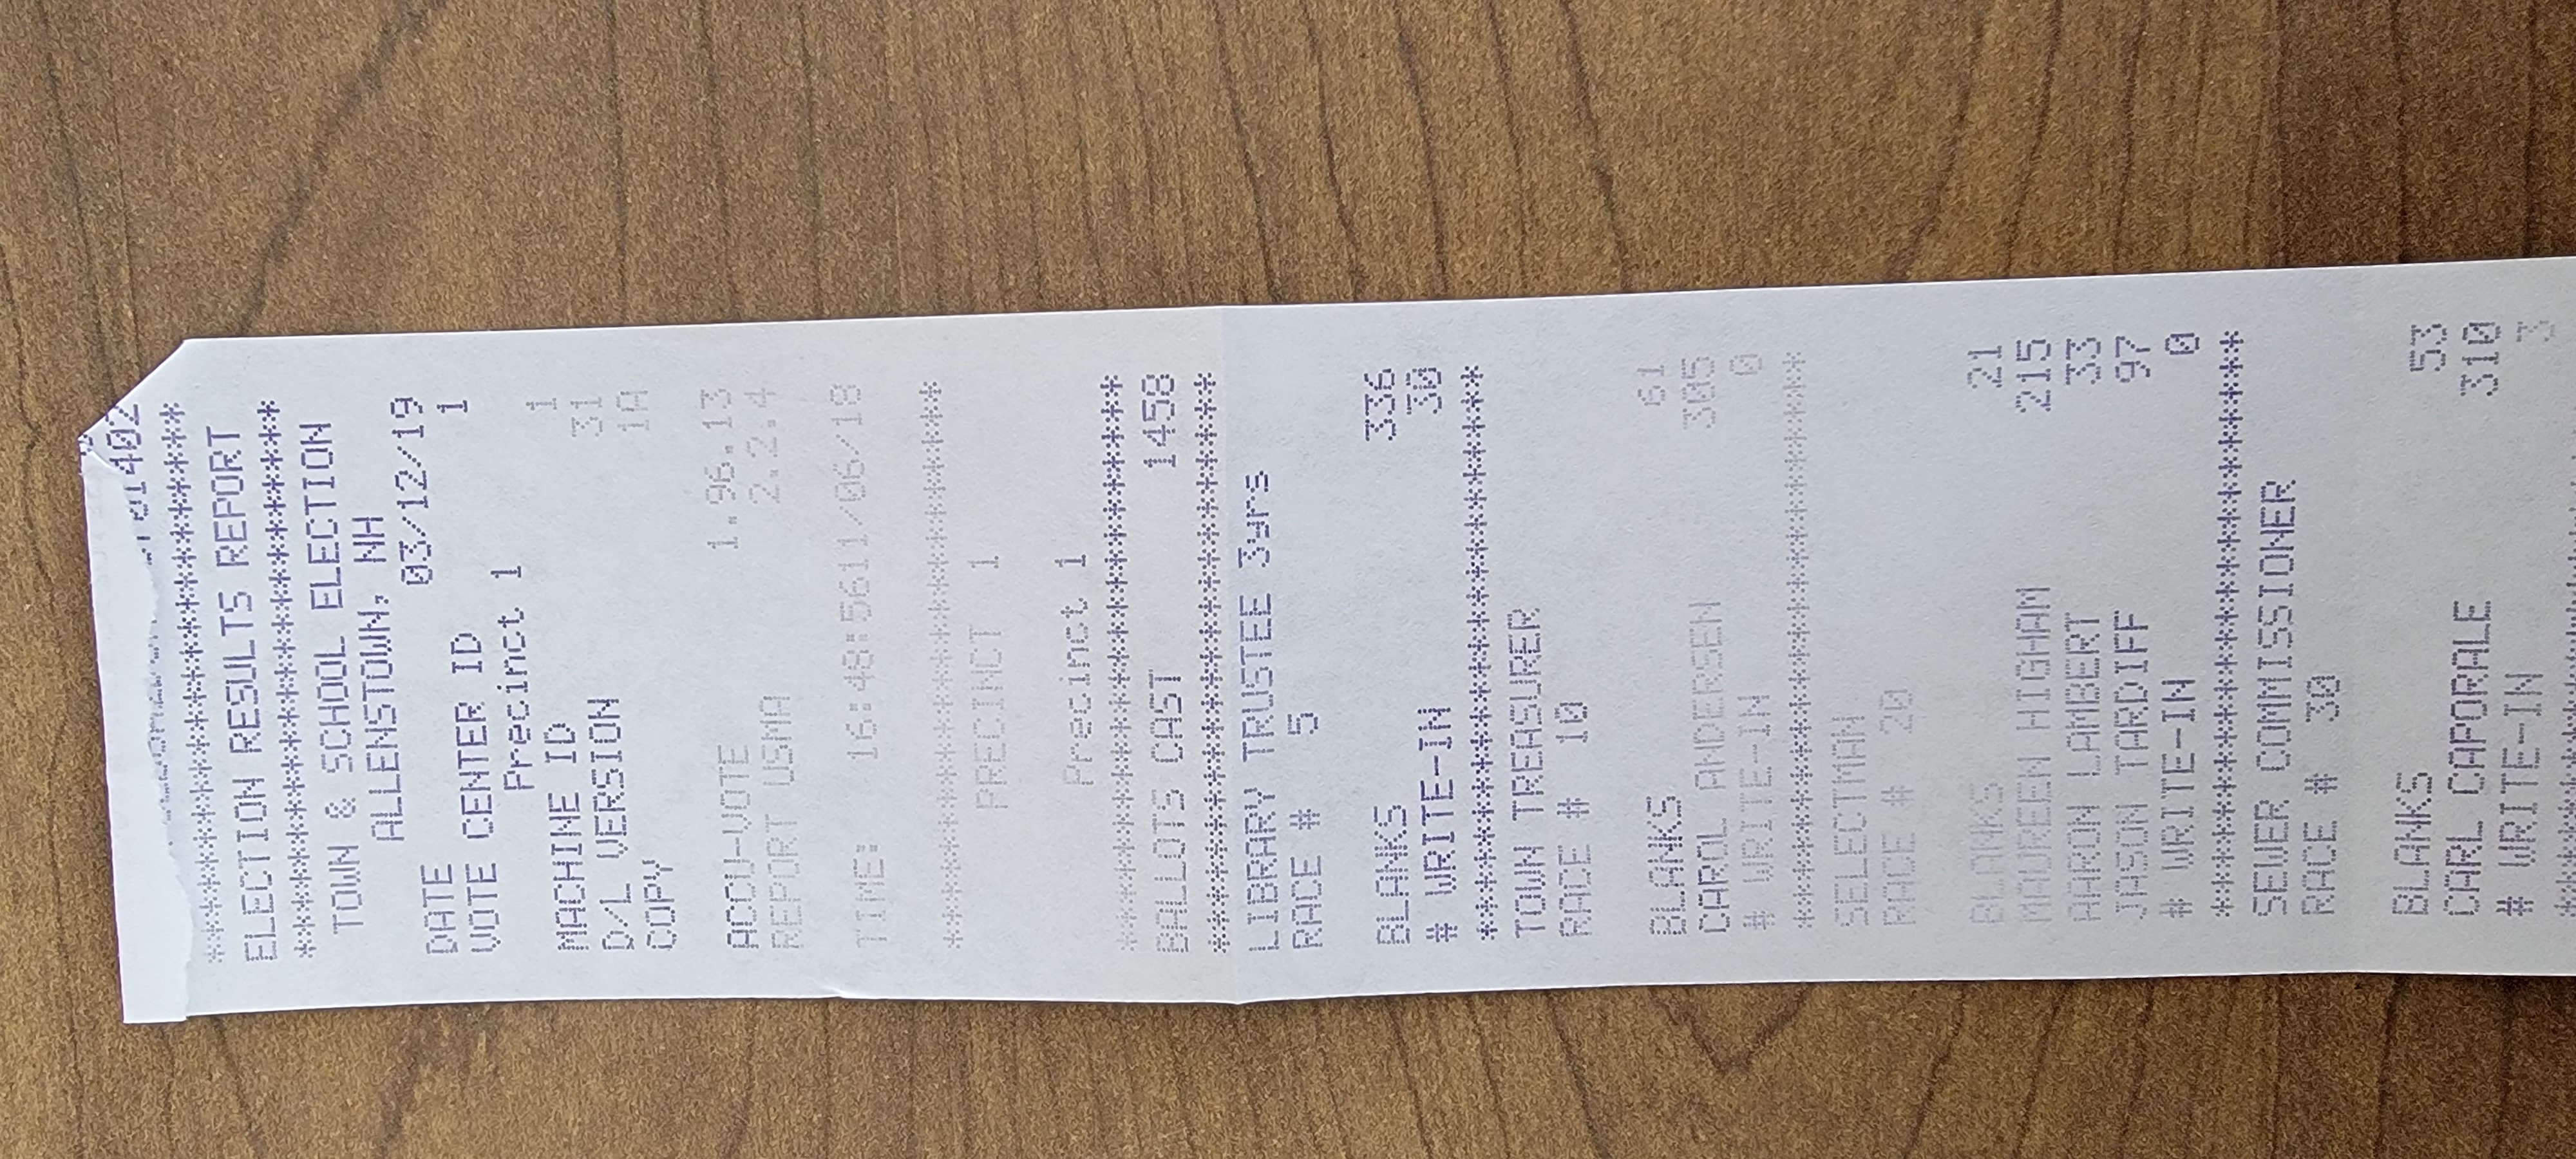 ****************************
ELECTION RESULTS REPORT
****************************
TOWN & SCHOOL ELECTION
ALLENSTOWN, NH
DATE 03/12/19
VOTE CENTER ID 1
Precinct 1
MACHINE ID 1
D/L VERSION 31
COPY 1A
ACCU-VOTE 1.96.13
REPORT USMA 2.2.4
TIME: 16:48:5611/06/18
****************************
PRECINCT 1
Precinct 1
****************************
BALLOTS CAST 1458
****************************
LIBRARY TRUSTEE 3yrs
RACE # 5
BLANKS 336
# WRITE-IN 30
****************************
TOWN TREASURER
RACE # 10
BLANKS 61
CAROL ANDERSEN 305
# WRITE-IN 0
****************************
SELECTMAN
RACE # 20
BLANKS 21
MAUREEN HIGHAM 215
AARON LAMBERT 33
JASON TARDIFF 97
# WRITE-IN 0
****************************
SEWER COMMISSIONER
RACE # 30
BLANKS 53
CARL CAPORALE 310
# WRITE-IN 3